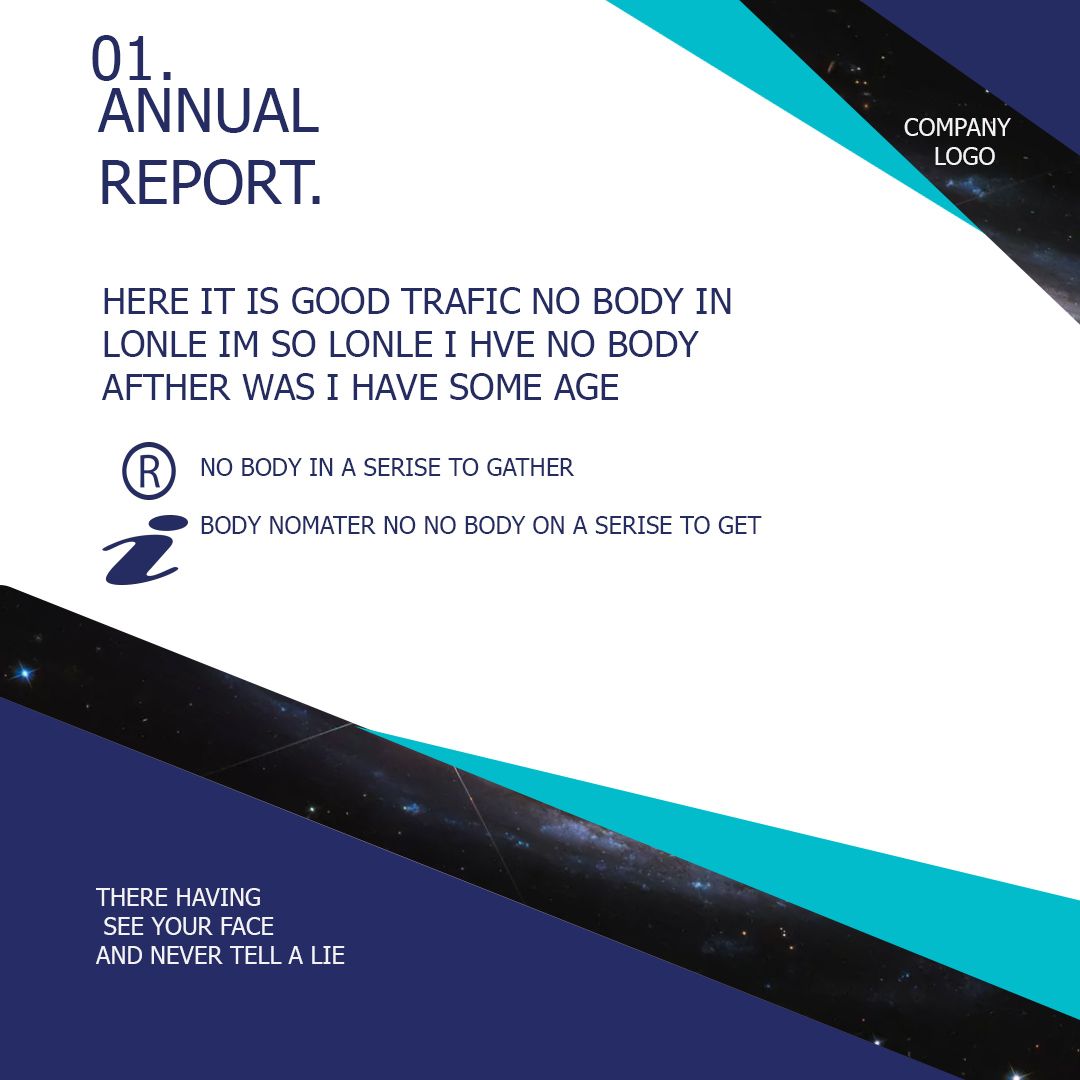 01.
ANNUAL
REPORT.
COMPANY
LOGO
HERE IT IS GOOD TRAFIC NO BODY IN
LONLE IM SO LONLE I HVE NO BODY
AFTHER WAS I HAVE SOME AGE
® NO BODY IN A SERISE TO GATHER
i BODY NOMATER NO NO BODY ON A SERISE TO GET
THERE HAVING
SEE YOUR FACE
AND NEVER TELL A LIE